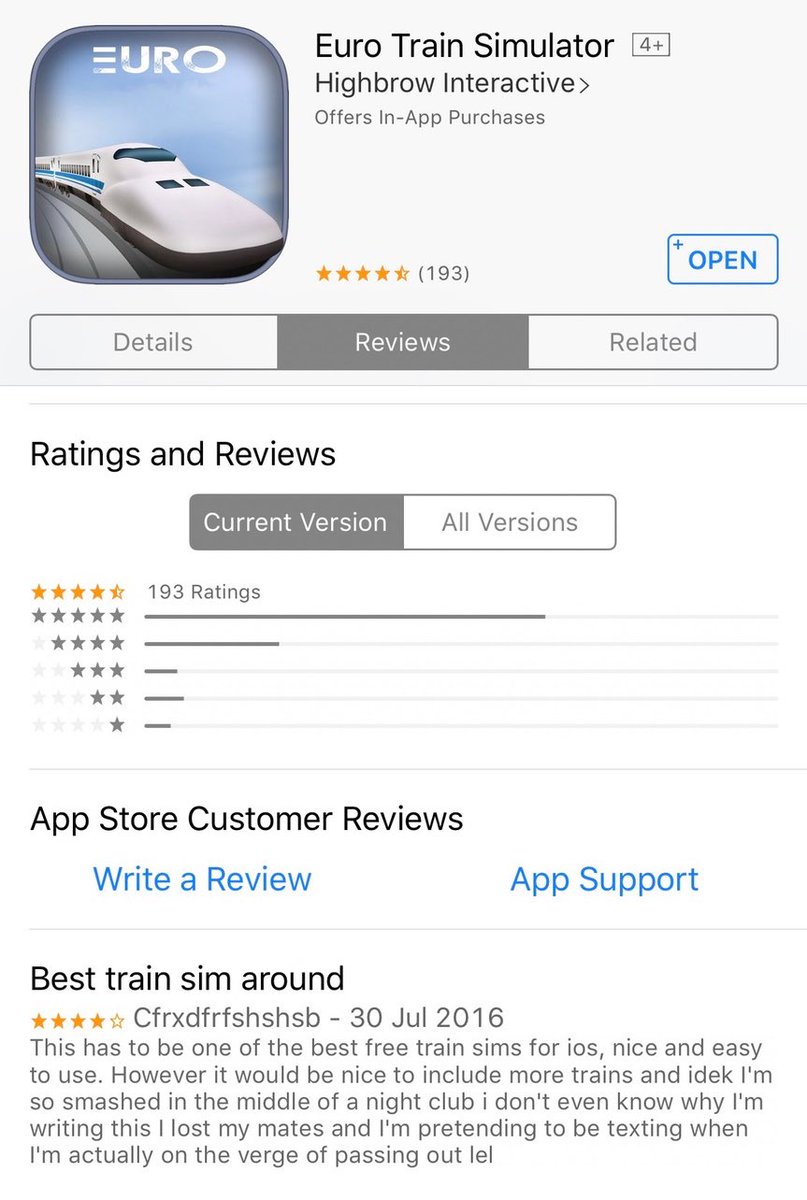 EURO
Euro Train Simulator 4+
Highbrow Interactive>
Offers In-App Purchases
(193)
+ OPEN
Details
Reviews
Related
Ratings and Reviews
Current Version
All Versions
193 Ratings
App Store Customer Reviews
Write a Review
App Support
Best train sim around
Cfrxdfrfshshsb - 30 Jul 2016
This has to be one of the best free train sims for ios, nice and easy
to use. However it would be nice to include more trains and idek I'm
so smashed in the middle of a night club i don't even know why I'm
writing this I lost my mates and I'm pretending to be texting when
I'm actually on the verge of passing out lel